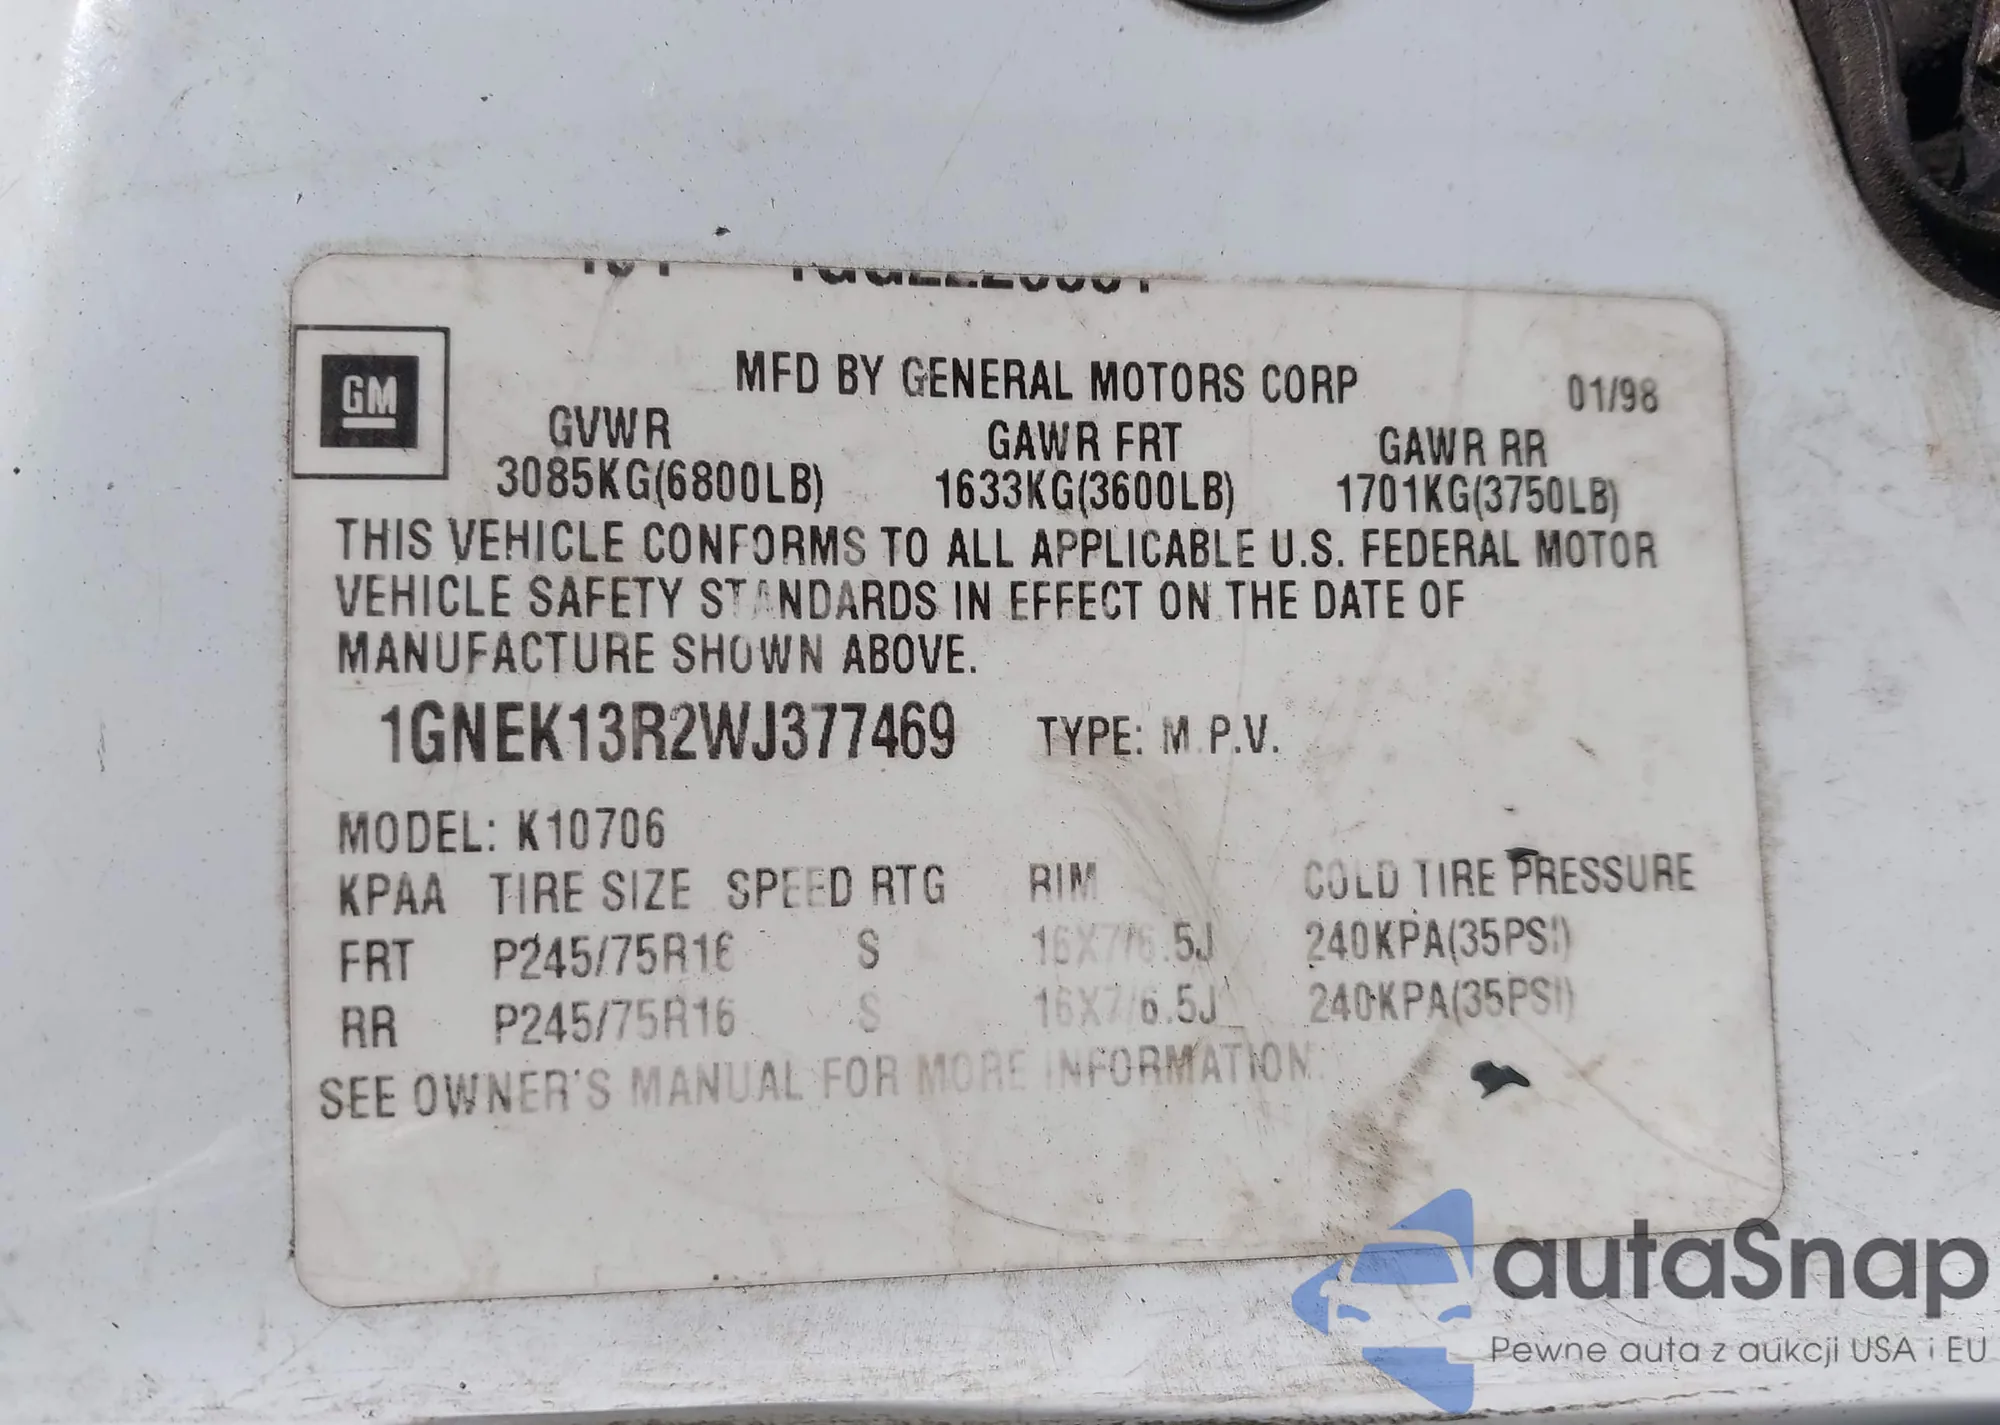 GM
MFD BY GENERAL MOTORS CORP 01/98
GVWR GAWR FRT GAWR RR
3085KG(6800LB) 1633KG(3600LB) 1701KG(3750LB)
THIS VEHICLE CONFORMS TO ALL APPLICABLE U.S. FEDERAL MOTOR
VEHICLE SAFETY STANDARDS IN EFFECT ON THE DATE OF
MANUFACTURE SHOWN ABOVE.
1GNEK13R2WJ377469 TYPE: M.P.V.
MODEL: K10706
KPAA TIRE SIZE SPEED RTG RIM COLD TIRE PRESSURE
FRT P245/75R16 S 16X7/6.5J 240KPA(35PSI)
RR P245/75R16 S 16X7/6.5J 240KPA(35PSI)
SEE OWNER'S MANUAL FOR MORE INFORMATION.
autaSnap
Pewne auta z aukcji USA i EU